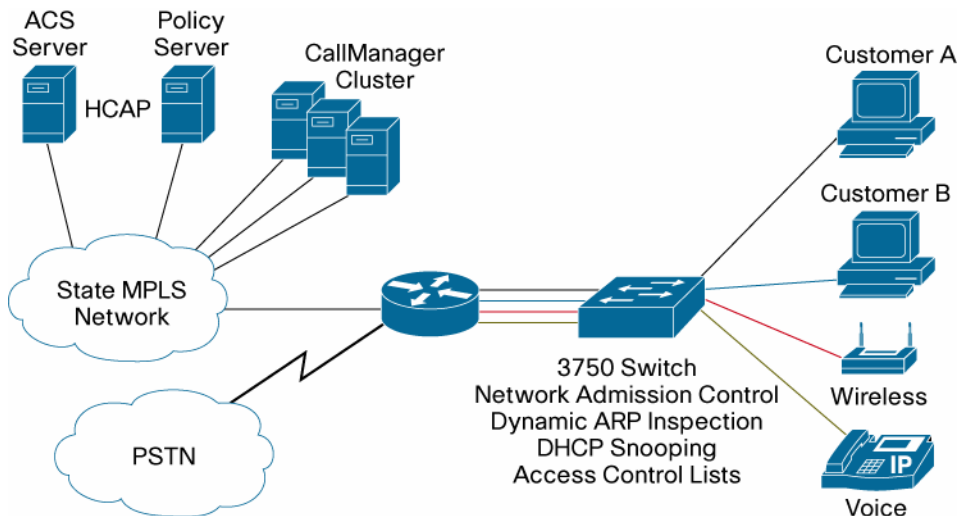 ACS
Server
Policy
Server
HCAP
CallManager
Cluster
Customer A
Customer B
State MPLS
Network
3750 Switch
Network Admission Control
Dynamic ARP Inspection
DHCP Snooping
Access Control Lists
Wireless
PSTN
IP
Voice